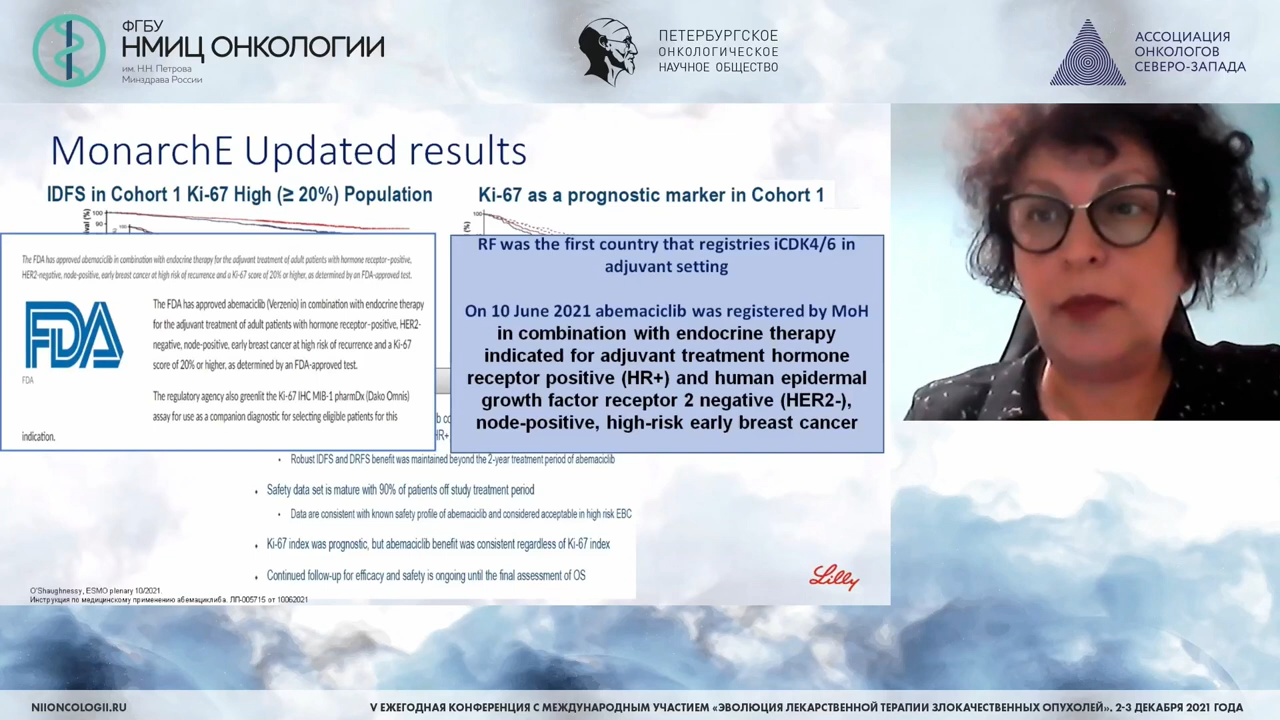 ФГБУ
НМИЦ ОНКОЛОГИИ
им. Н.Н. Петрова
Минздрава России
ПЕТЕРБУРГСКОЕ
ОНКОЛОГИЧЕСКОЕ
НАУЧНОЕ ОБЩЕСТВО
АССОЦИАЦИЯ
ОНКОЛОГОВ
СЕВЕРО-ЗАПАДА
MonarchE Updated results
IDFS in Cohort 1 Ki-67 High (≥ 20%) Population
100
90
100
Ki-67 as a prognostic marker in Cohort 1
(%)
100
The FDA has approved abemaciclib in combination with endocrine therapy for the adjuvant treatment of adult patients with hormone receptor-positive,
HER2-negative, node-positive, early breast cancer at high risk of recurrence and a Ki-67 score of 20% or higher, as determined by an FDA-approved test.
FDA
FDA
The FDA has approved abemaciclib (Verzenio) in combination with endocrine therapy
for the adjuvant treatment of adult patients with hormone receptor-positive, HER2-
negative, node-positive, early breast cancer at high risk of recurrence and a Ki-67
score of 20% or higher, as determined by an FDA-approved test.
The regulatory agency also greenlit the Ki-67 IHC MIB-1 pharmDx (Dako Omnis)
assay for use as a companion diagnostic for selecting eligible patients for this
indication.
RF was the first country that registries iCDK4/6 in
adjuvant setting
On 10 June 2021 abemaciclib was registered by MoH
in combination with endocrine therapy
indicated for adjuvant treatment hormone
receptor positive (HR+) and human epidermal
growth factor receptor 2 negative (HER2-),
node-positive, high-risk early breast cancer
• Robust IDFS and DRFS benefit was maintained beyond the 2-year treatment period of abemaciclib
• Safety data set is mature with 90% of patients off study treatment period
• Data are consistent with known safety profile of abemaciclib and considered acceptable in high risk EBC
• Ki-67 index was prognostic, but abemaciclib benefit was consistent regardless of Ki-67 index
• Continued follow-up for efficacy and safety is ongoing until the final assessment of OS
Lilly
O'Shaughnessy, ESMO plenary 10/2021.
Инструкция по медицинскому применению абемациклиба. ЛП-005715 от 10062021
NIIONCOLOGII.RU
V ЕЖЕГОДНАЯ КОНФЕРЕНЦИЯ С МЕЖДУНАРОДНЫМ УЧАСТИЕМ «ЭВОЛЮЦИЯ ЛЕКАРСТВЕННОЙ ТЕРАПИИ ЗЛОКАЧЕСТВЕННЫХ ОПУХОЛЕЙ». 2-3 ДЕКАБРЯ 2021 ГОДА